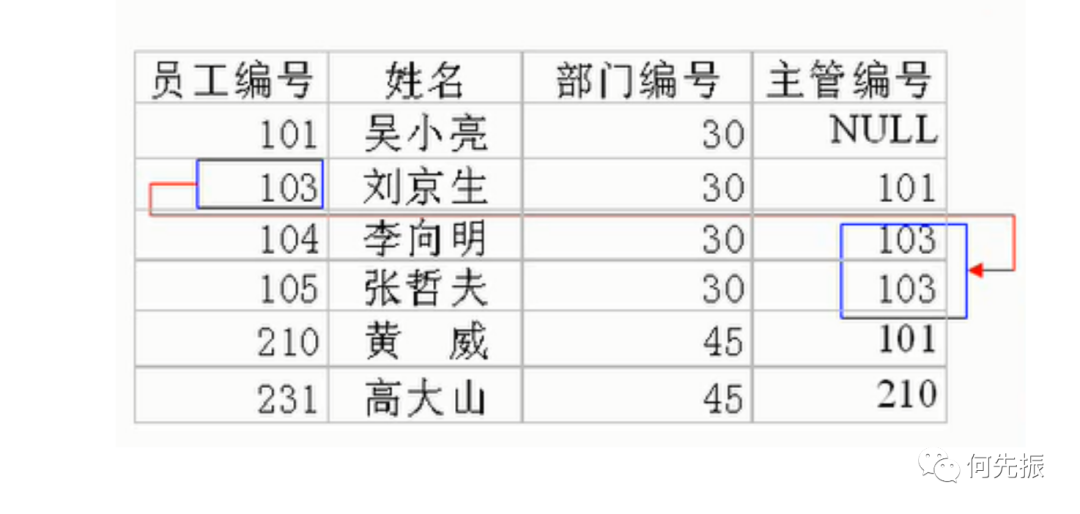 员工编号 姓名 部门编号 主管编号
101 吴小亮 30 NULL
103 刘京生 30 101
104 李向明 30 103
105 张哲夫 30 103
210 黄 威 45 101
231 高大山 45 210
何先振